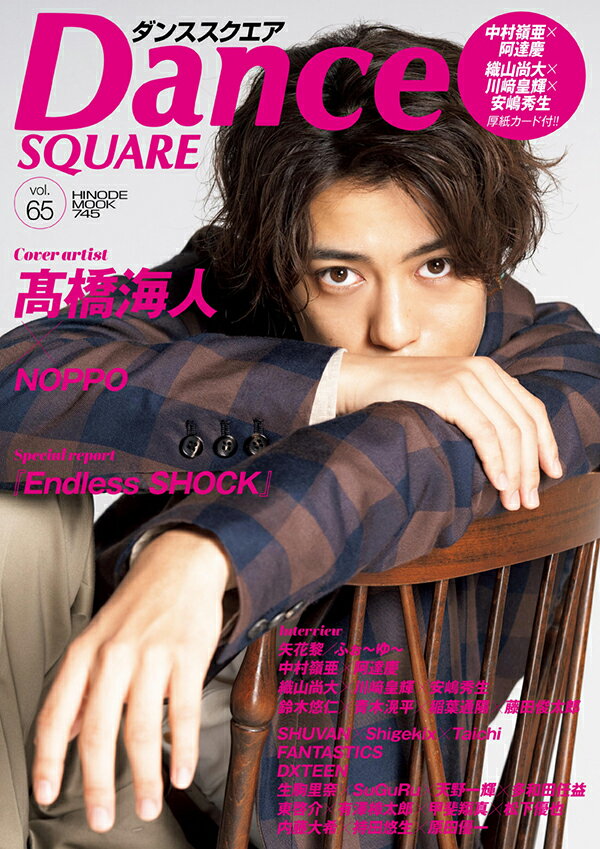 ダンススクエア
Dance
SQUARE
中村嶺亜×
阿達慶
織山尚大×
川﨑皇輝×
安嶋秀生
厚紙カード付!!
vol.
65
HINODE
MOOK
745
Cover artist
髙橋海人
×
NOPPO
Special report
『Endless SHOCK』
Interview
矢花黎/ふぉ〜ゆ〜
中村嶺亜×阿達慶
織山尚大×川﨑皇輝×安嶋秀生
鈴木悠仁×青木滉平×稲葉通陽×藤田俊太郎
SHUVAN×Shigekix×Taichi
FANTASTICS
DXTEEN
生駒里奈×SuGuRu×天野一輝×多和田任益
東啓介×有澤樟太郎×甲斐翔真×松下優也
内藤大希×持田悠生×原田優一